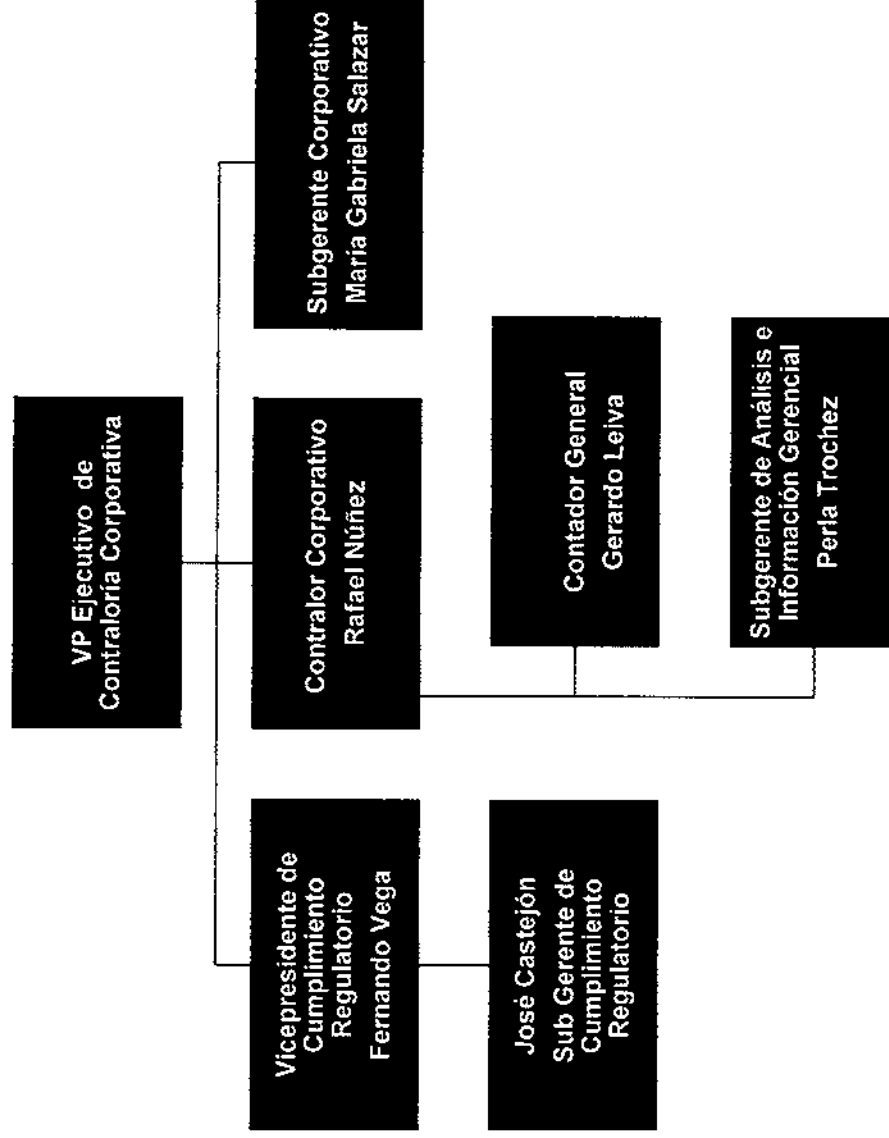 VP Ejecutivo de
Contraloría Corporativa
Vicepresidente de
Cumplimiento
Regulatorio
Fernando Vega
Contralor Corporativo
Rafael Núñez
Subgerente Corporativo
María Gabriela Salazar
José Castejón
Sub Gerente de
Cumplimiento
Regulatorio
Contador General
Gerardo Leiva
Subgerente de Análisis e
Información Gerencial
Perla Trochez